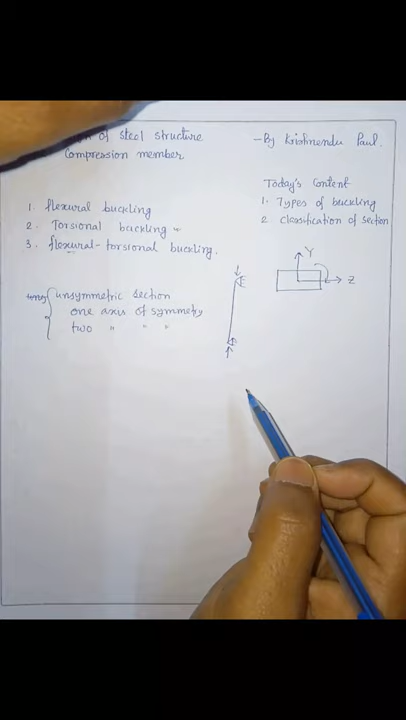 of steel structure
Compression member
-By Krishnendu Paul.
Today's Content
1. Types of buckling
2 Classification of section
1. flexural buckling
2. Torsional buckling
3. flexural-torsional buckling.
unsymmetric section
one axis of symmetry
two " " "
Y
Z